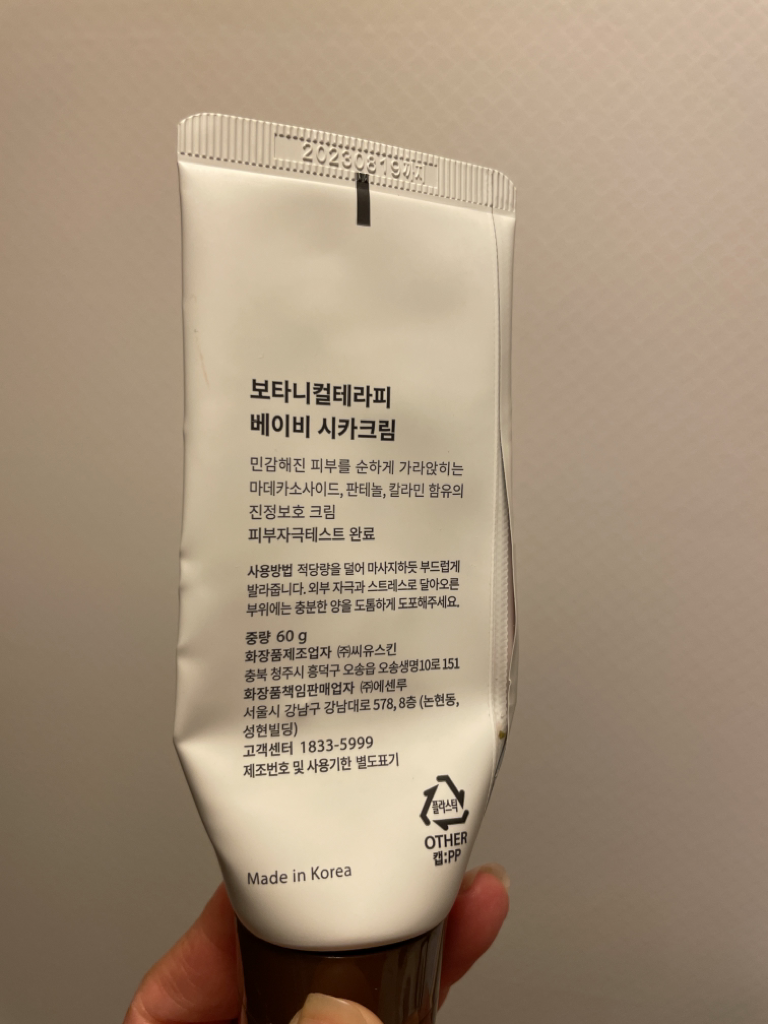 20230819까지
보타니컬테라피
베이비 시카크림
민감해진 피부를 순하게 가라앉히는
마데카소사이드, 판테놀, 칼라민 함유의
진정보호 크림
피부자극테스트 완료
사용방법 적당량을 덜어 마사지하듯 부드럽게
발라줍니다. 외부 자극과 스트레스로 달아오른
부위에는 충분한 양을 도톰하게 도포해주세요.
중량 60 g
화장품제조업자 ㈜씨유스킨
충북 청주시 흥덕구 오송읍 오송생명10로 151
화장품책임판매업자 ㈜에센루
서울시 강남구 강남대로 578, 8층 (논현동,
성현빌딩)
고객센터 1833-5999
제조번호 및 사용기한 별도표기
플라스틱
OTHER
캡:PP
Made in Korea